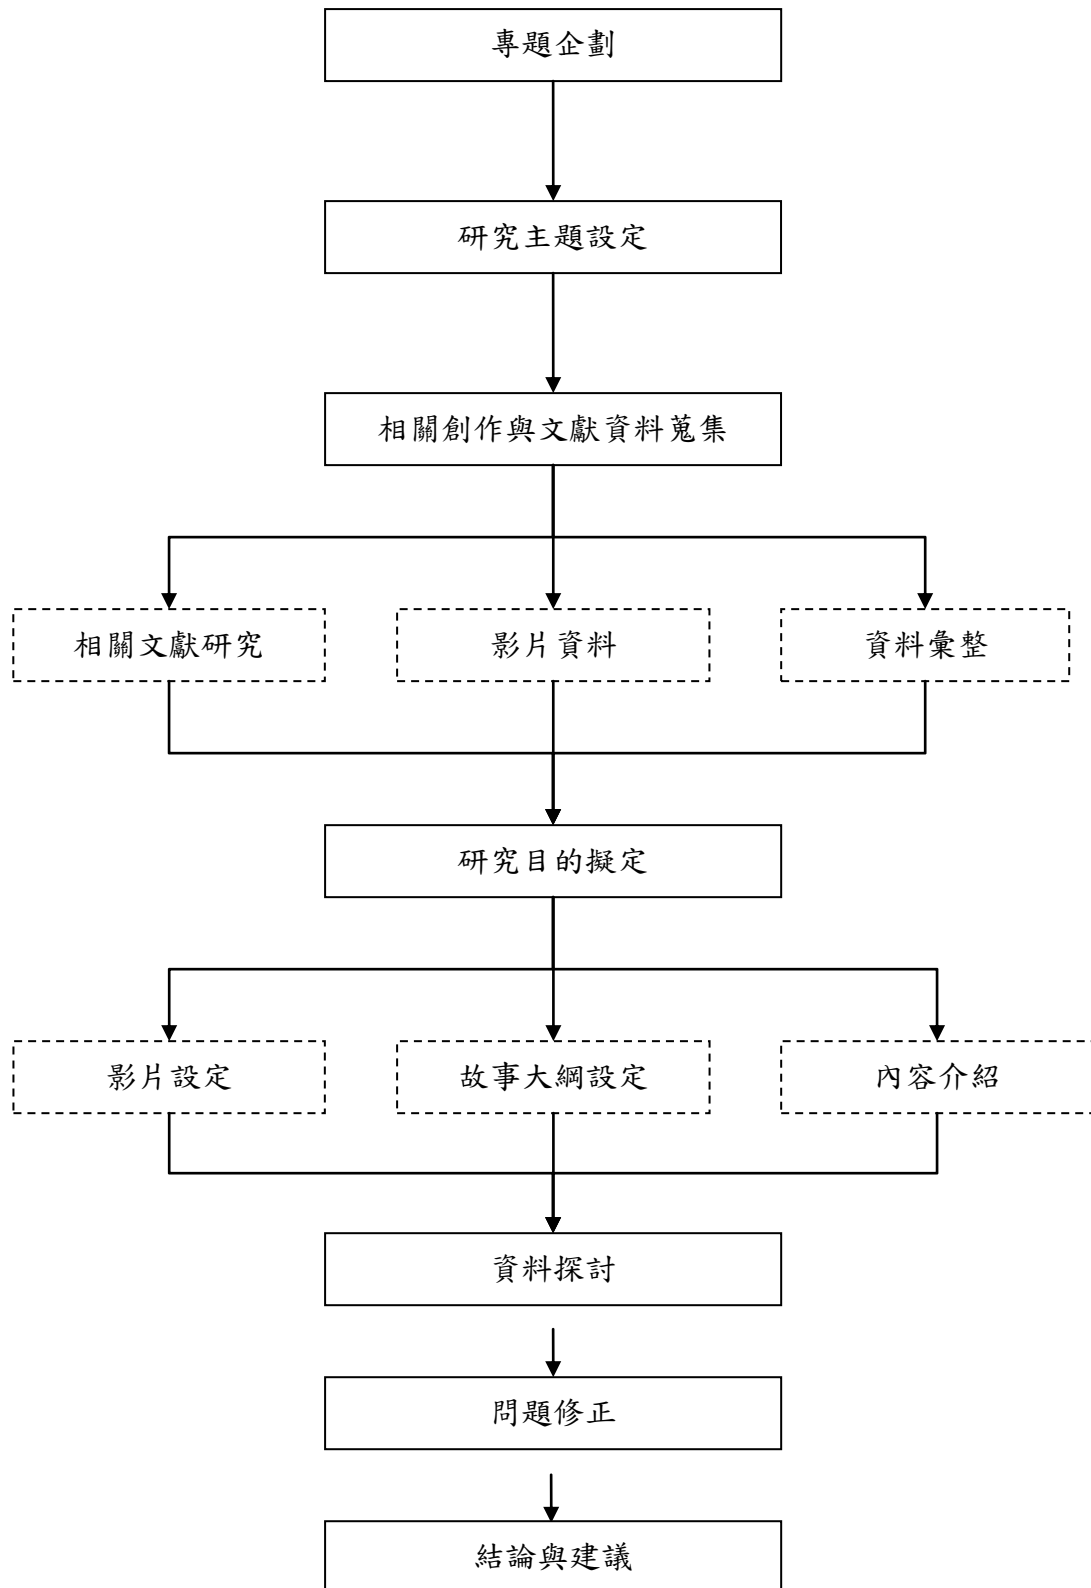 專題企劃
研究主題設定
相關創作與文獻資料蒐集
相關文獻研究
影片資料
資料彙整
研究目的擬定
影片設定
故事大綱設定
內容介紹
資料探討
問題修正
結論與建議